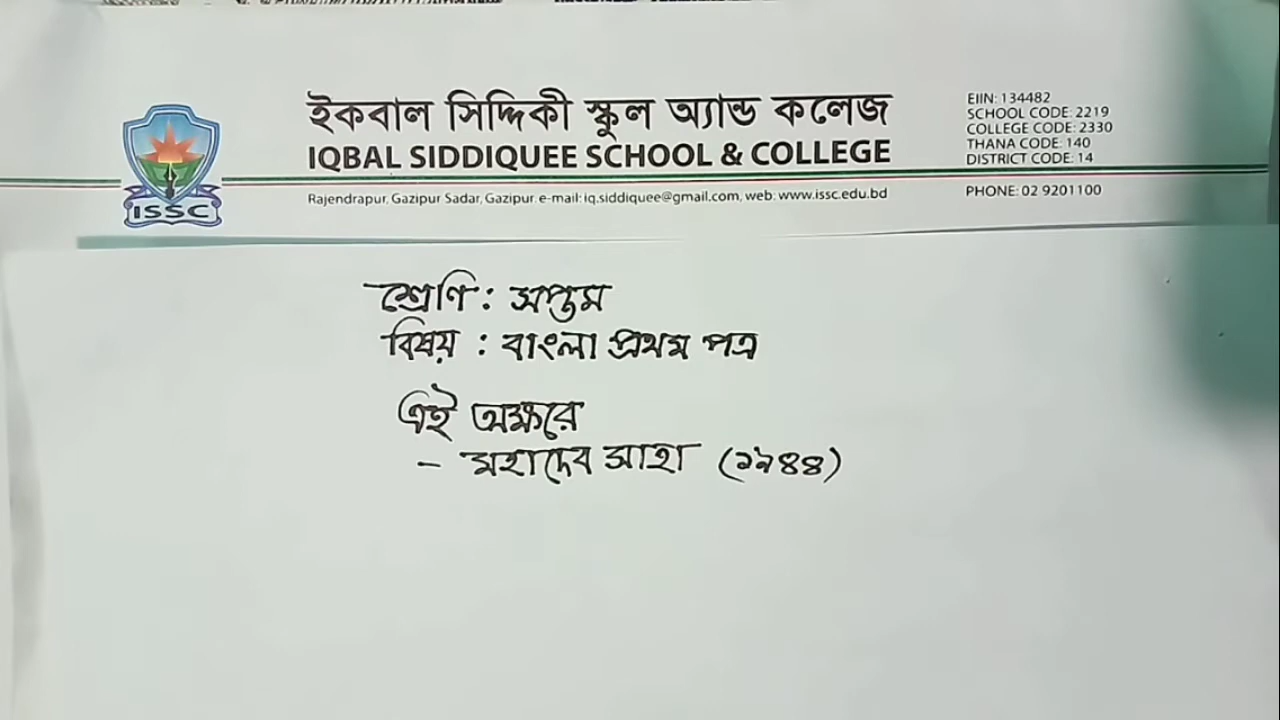 ইকবাল সিদ্দিকী স্কুল অ্যান্ড কলেজ
IQBAL SIDDIQUEE SCHOOL & COLLEGE
Rajendrapur, Gazipur Sadar, Gazipur. e-mail: iq.siddiquee@gmail.com, web: www.issc.edu.bd
EIIN: 134482
SCHOOL CODE: 2219
COLLEGE CODE: 2330
THANA CODE: 140
DISTRICT CODE: 14
PHONE: 02 9201100
ISSC
শ্রেণি : সপ্তম
বিষয় : বাংলা প্রথম পত্র
এই অক্ষরে
- মহাদেব সাহা (১৯৪৪)